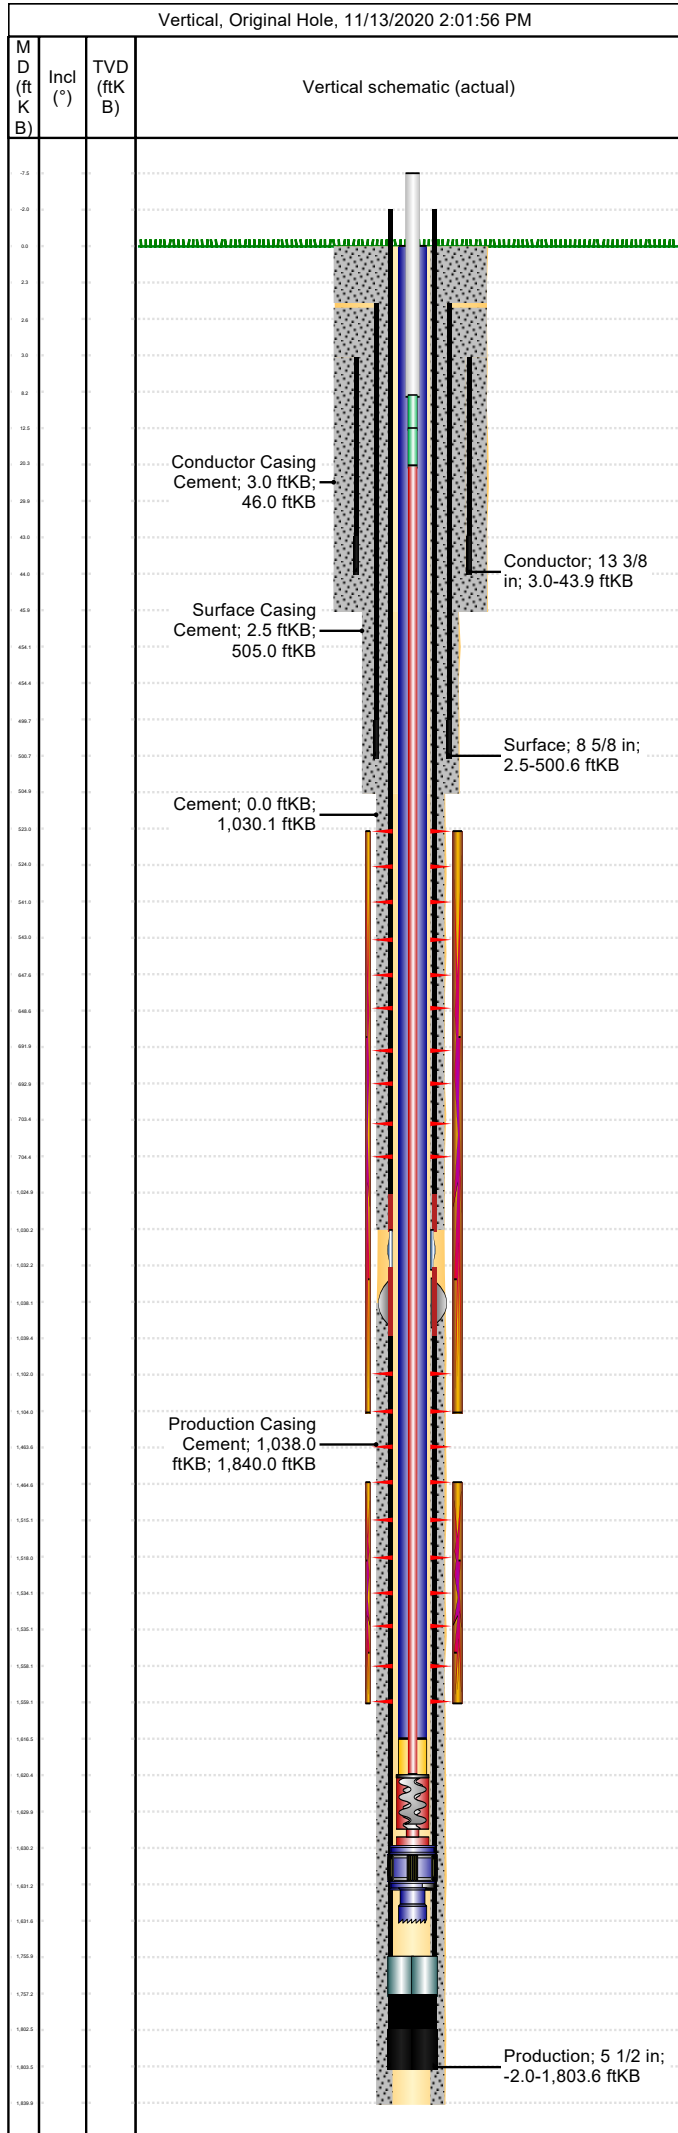 Vertical, Original Hole, 11/13/2020 2:01:56 PM
M
D
(ft
K
B)
Incl
(°)
TVD
(ftK
B)
Vertical schematic (actual)
-7.5
-2.0
0.0
2.3
2.6
3.0
8.2
12.5
20.3
29.9
43.0
44.0
45.9
454.1
454.4
499.7
500.7
504.9
523.0
524.0
541.0
543.0
647.6
648.6
691.9
692.9
703.4
704.4
1,024.9
1,030.2
1,032.2
1,038.1
1,039.4
1,102.0
1,104.0
1,463.6
1,464.6
1,515.1
1,518.0
1,534.1
1,535.1
1,558.1
1,559.1
1,616.5
1,620.4
1,629.9
1,630.2
1,631.2
1,631.6
1,755.9
1,757.2
1,802.5
1,803.5
1,839.9
Conductor Casing
Cement; 3.0 ftKB;
46.0 ftKB
Conductor; 13 3/8
in; 3.0-43.9 ftKB
Surface Casing
Cement; 2.5 ftKB;
505.0 ftKB
Surface; 8 5/8 in;
2.5-500.6 ftKB
Cement; 0.0 ftKB;
1,030.1 ftKB
Production Casing
Cement; 1,038.0
ftKB; 1,840.0 ftKB
Production; 5 1/2 in;
-2.0-1,803.6 ftKB